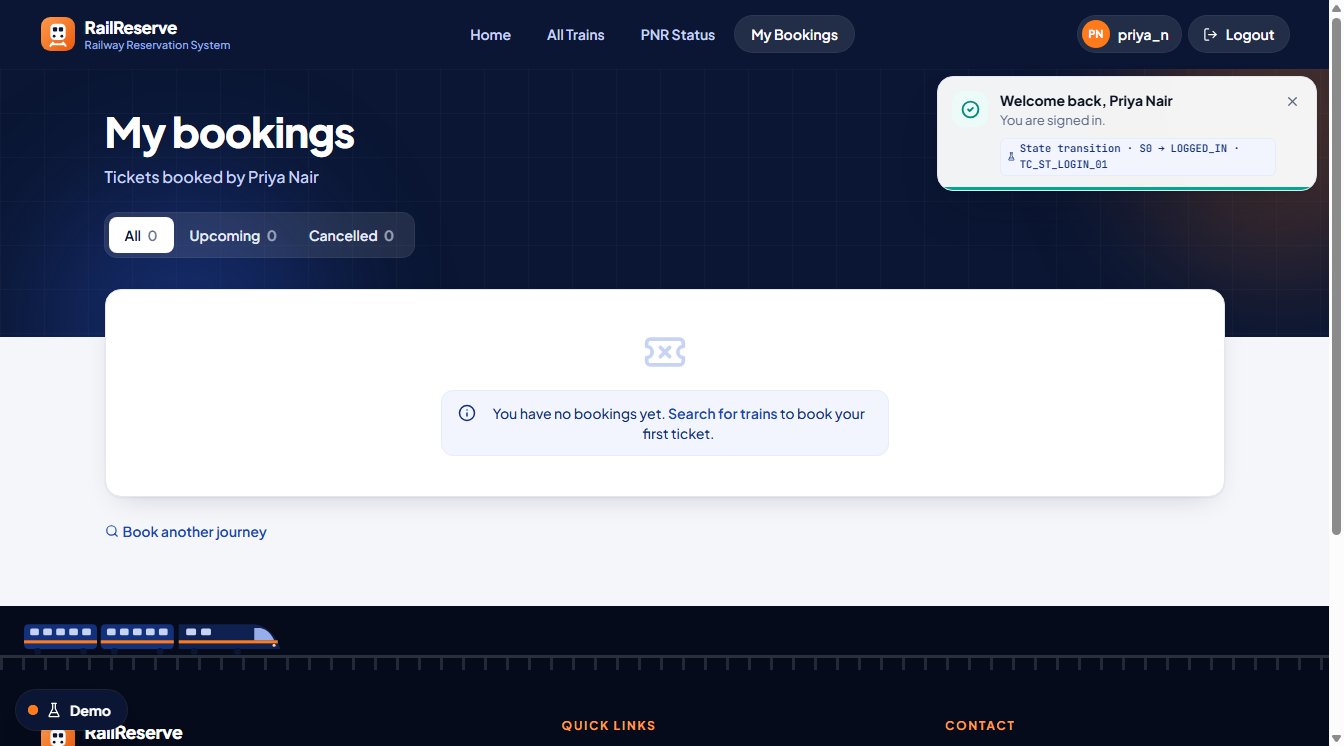 RailReserve
Railway Reservation System
Home
All Trains
PNR Status
My Bookings
PN
priya_n
Logout
Welcome back, Priya Nair
You are signed in.
State transition · S0 → LOGGED_IN ·
TC_ST_LOGIN_01
My bookings
Tickets booked by Priya Nair
All 0
Upcoming 0
Cancelled 0
You have no bookings yet. Search for trains to book your
first ticket.
Book another journey
Demo
RailReserve
QUICK LINKS
CONTACT